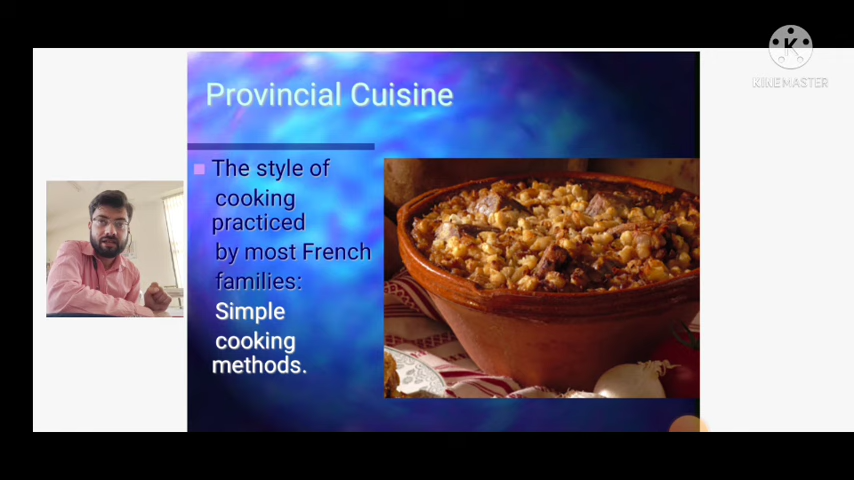 K
KINEMASTER
Provincial Cuisine
The style of
cooking
practiced
by most French
families:
Simple
cooking
methods.